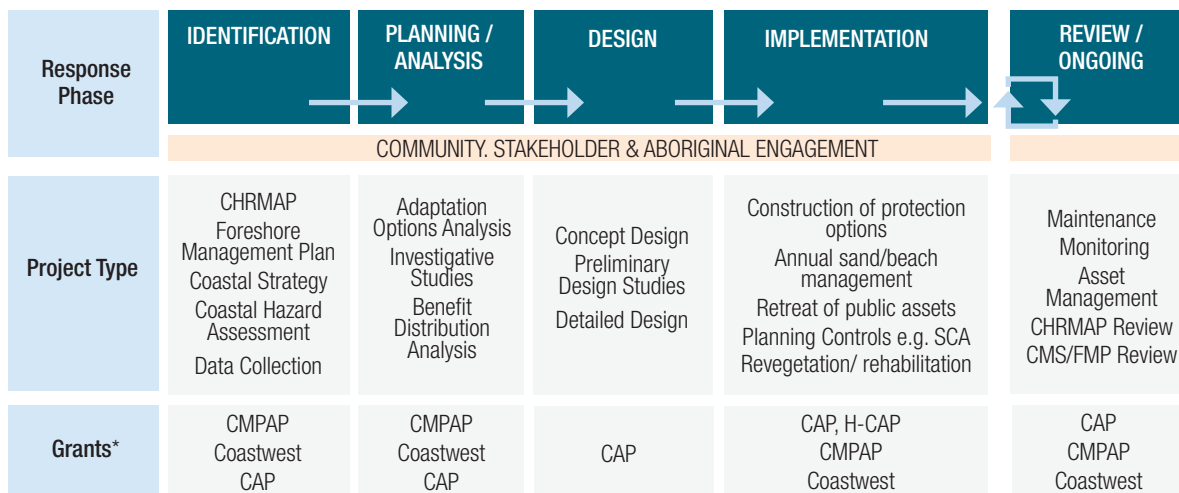 Response
Phase
IDENTIFICATION
PLANNING /
ANALYSIS
DESIGN
IMPLEMENTATION
REVIEW /
ONGOING
COMMUNITY. STAKEHOLDER & ABORIGINAL ENGAGEMENT
Project Type
CHRMAP
Foreshore
Management Plan
Coastal Strategy
Coastal Hazard
Assessment
Data Collection
Adaptation
Options Analysis
Investigative
Studies
Benefit
Distribution
Analysis
Concept Design
Preliminary
Design Studies
Detailed Design
Construction of protection
options
Annual sand/beach
management
Retreat of public assets
Planning Controls e.g. SCA
Revegetation/ rehabilitation
Maintenance
Monitoring
Asset
Management
CHRMAP Review
CMS/FMP Review
Grants*
CMPAP
Coastwest
CAP
CMPAP
Coastwest
CAP
CAP
CAP, H-CAP
CMPAP
Coastwest
CAP
CMPAP
Coastwest